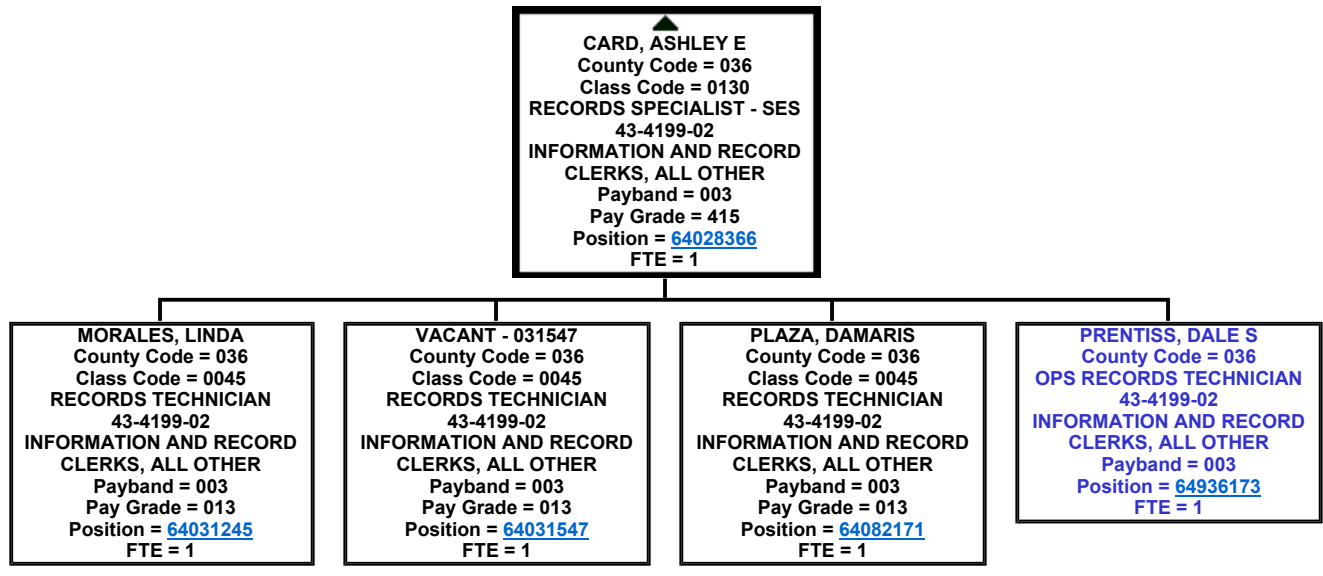 CARD, ASHLEY E
County Code = 036
Class Code = 0130
RECORDS SPECIALIST - SES
43-4199-02
INFORMATION AND RECORD
CLERKS, ALL OTHER
Payband = 003
Pay Grade = 415
Position = 64028366
FTE = 1
MORALES, LINDA
County Code = 036
Class Code = 0045
RECORDS TECHNICIAN
43-4199-02
INFORMATION AND RECORD
CLERKS, ALL OTHER
Payband = 003
Pay Grade = 013
Position = 64031245
FTE = 1
VACANT - 031547
County Code = 036
Class Code = 0045
RECORDS TECHNICIAN
43-4199-02
INFORMATION AND RECORD
CLERKS, ALL OTHER
Payband = 003
Pay Grade = 013
Position = 64031547
FTE = 1
PLAZA, DAMARIS
County Code = 036
Class Code = 0045
RECORDS TECHNICIAN
43-4199-02
INFORMATION AND RECORD
CLERKS, ALL OTHER
Payband = 003
Pay Grade = 013
Position = 64082171
FTE = 1
PRENTISS, DALE S
County Code = 036
OPS RECORDS TECHNICIAN
43-4199-02
INFORMATION AND RECORD
CLERKS, ALL OTHER
Payband = 003
Position = 64936173
FTE = 1